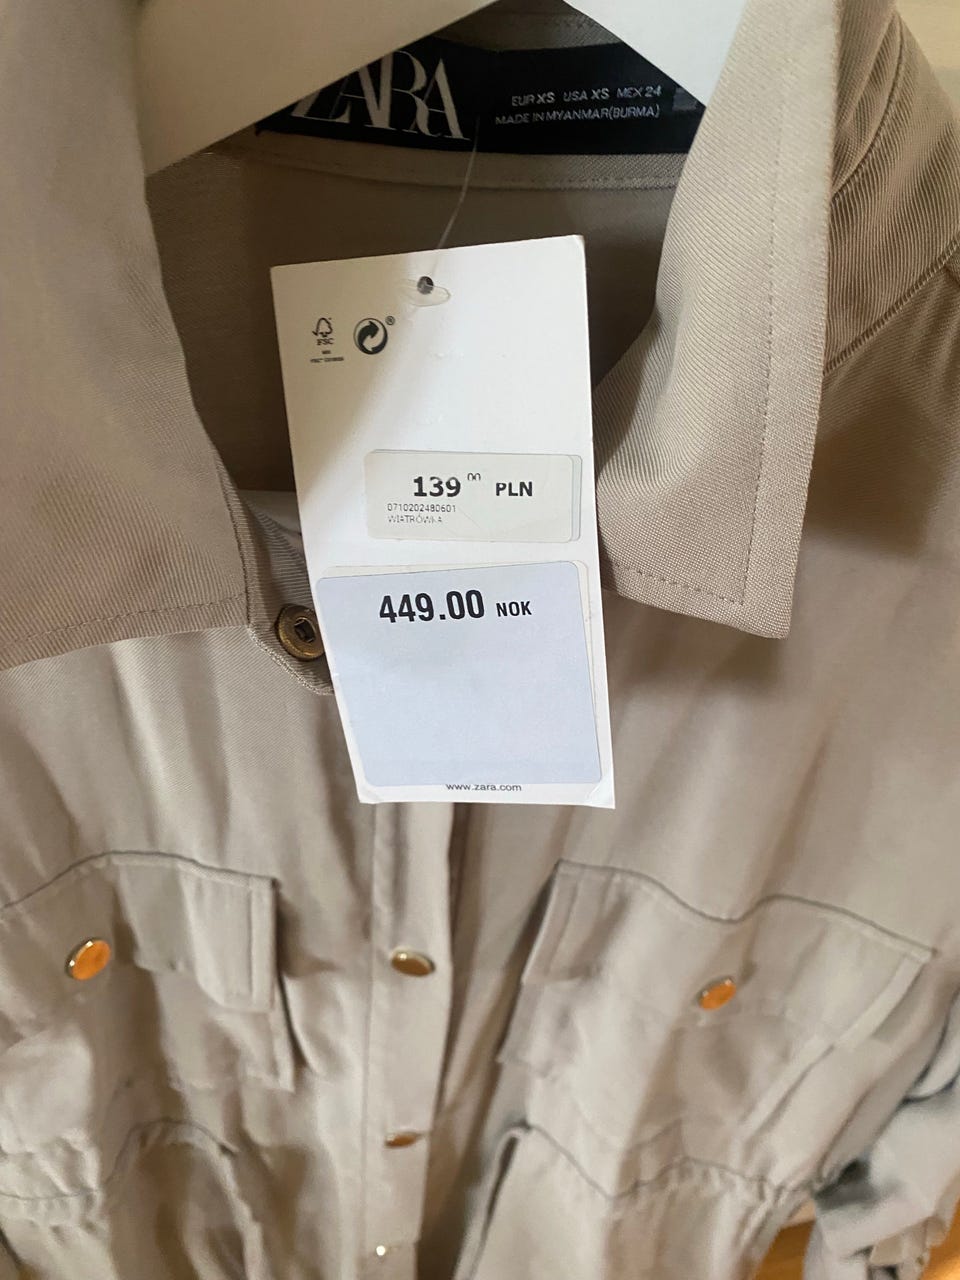 ZARA
EUR XS USA XS MEX 24
MADE IN MYANMAR(BURMA)
FSC
139 00 PLN
0710202480601
WIATRÓWKA
449.00 NOK
www.zara.com